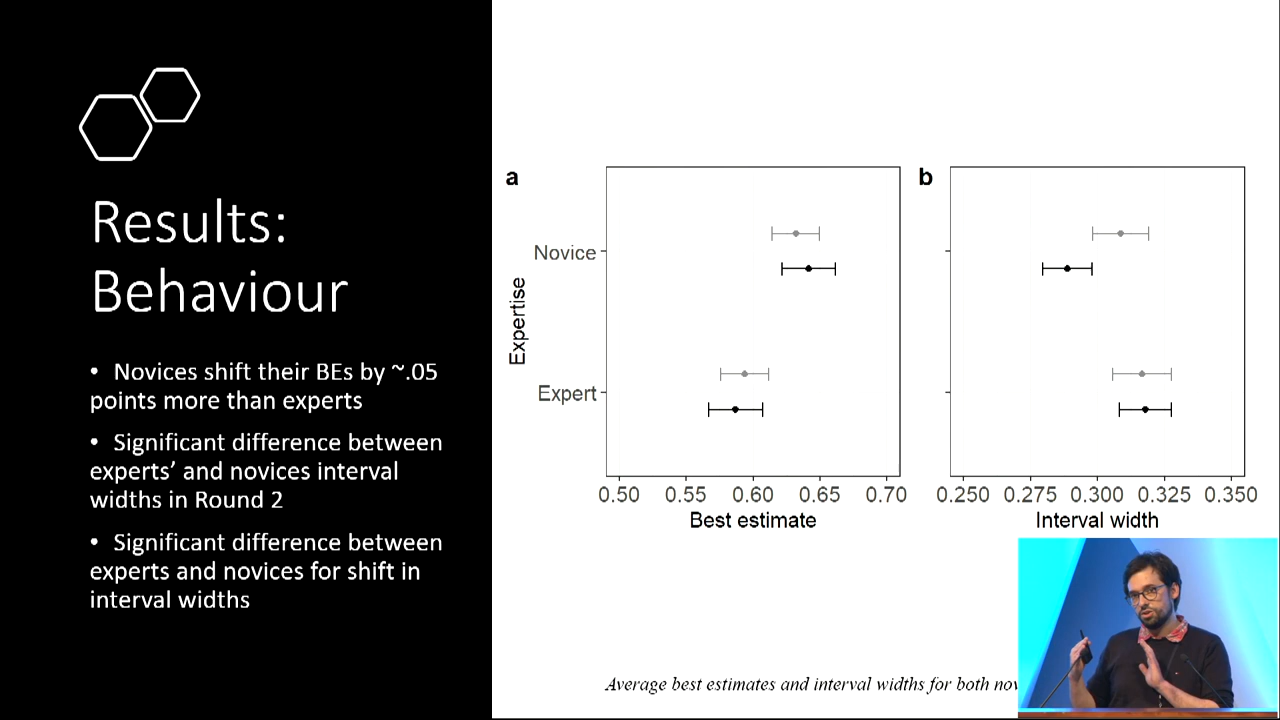 Results:
Behaviour
• Novices shift their BEs by ~.05
points more than experts
• Significant difference between
experts’ and novices interval
widths in Round 2
• Significant difference between
experts and novices for shift in
interval widths
a
Expertise
Novice
Expert
0.50 0.55 0.60 0.65 0.70
Best estimate
b
0.250 0.275 0.300 0.325 0.350
Interval width
Average best estimates and interval widths for both